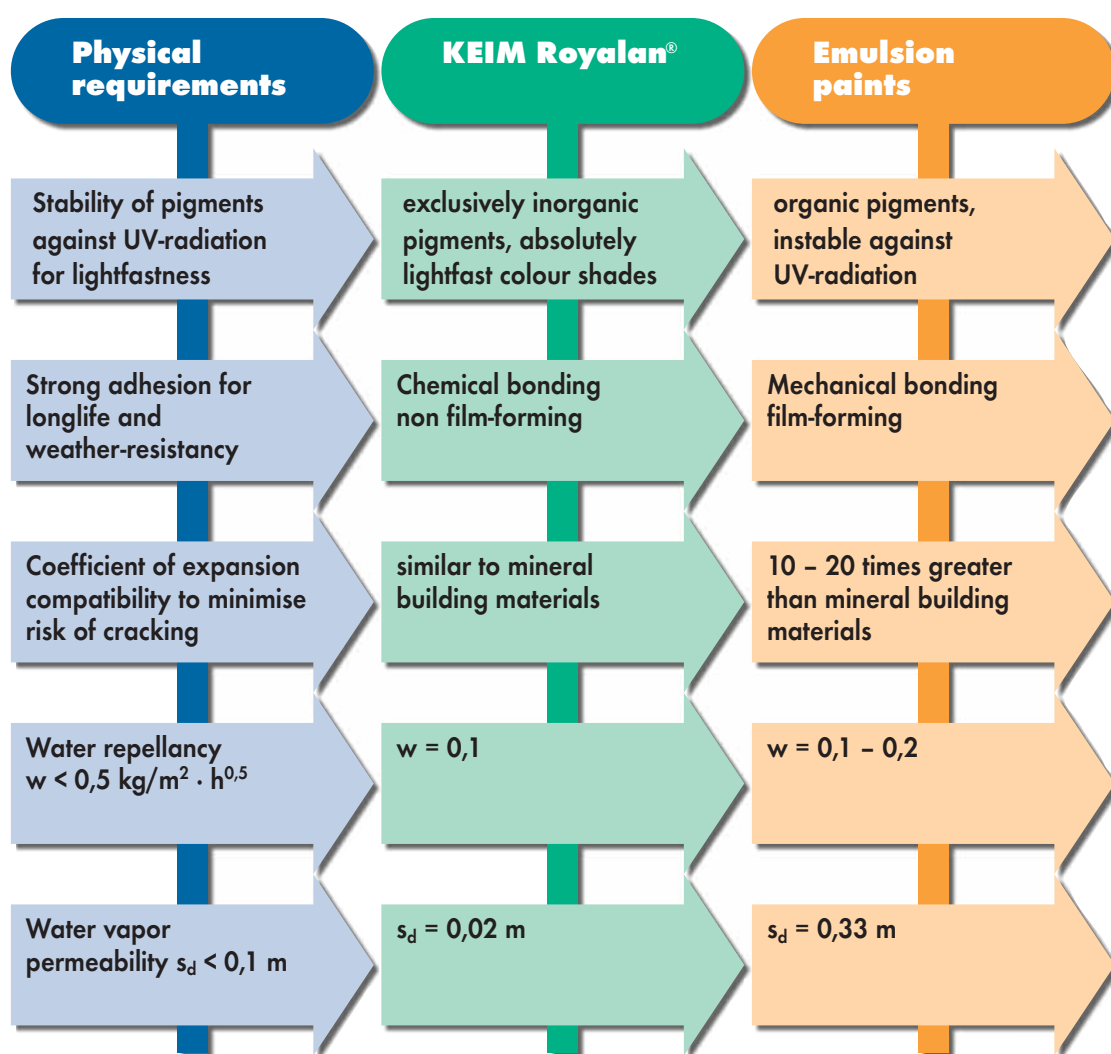 Physical
requirements
KEIM Royalan®
Emulsion
paints
Stability of pigments
against UV-radiation
for lightfastness
exclusively inorganic
pigments, absolutely
lightfast colour shades
organic pigments,
instable against
UV-radiation
Strong adhesion for
longlife and
weather-resistancy
Chemical bonding
non film-forming
Mechanical bonding
film-forming
Coefficient of expansion
compatibility to minimise
risk of cracking
similar to mineral
building materials
10 – 20 times greater
than mineral building
materials
Water repellancy
w < 0,5 kg/m² · h⁰,⁵
w = 0,1
w = 0,1 – 0,2
Water vapor
permeability s_d < 0,1 m
s_d = 0,02 m
s_d = 0,33 m